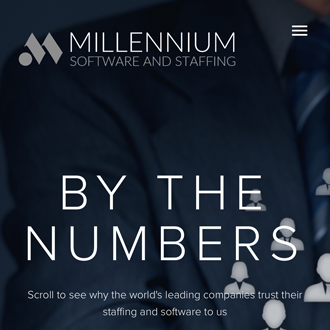 MILLENNIUM
SOFTWARE AND STAFFING
BY THE
NUMBERS
Scroll to see why the world's leading companies trust their
staffing and software to us